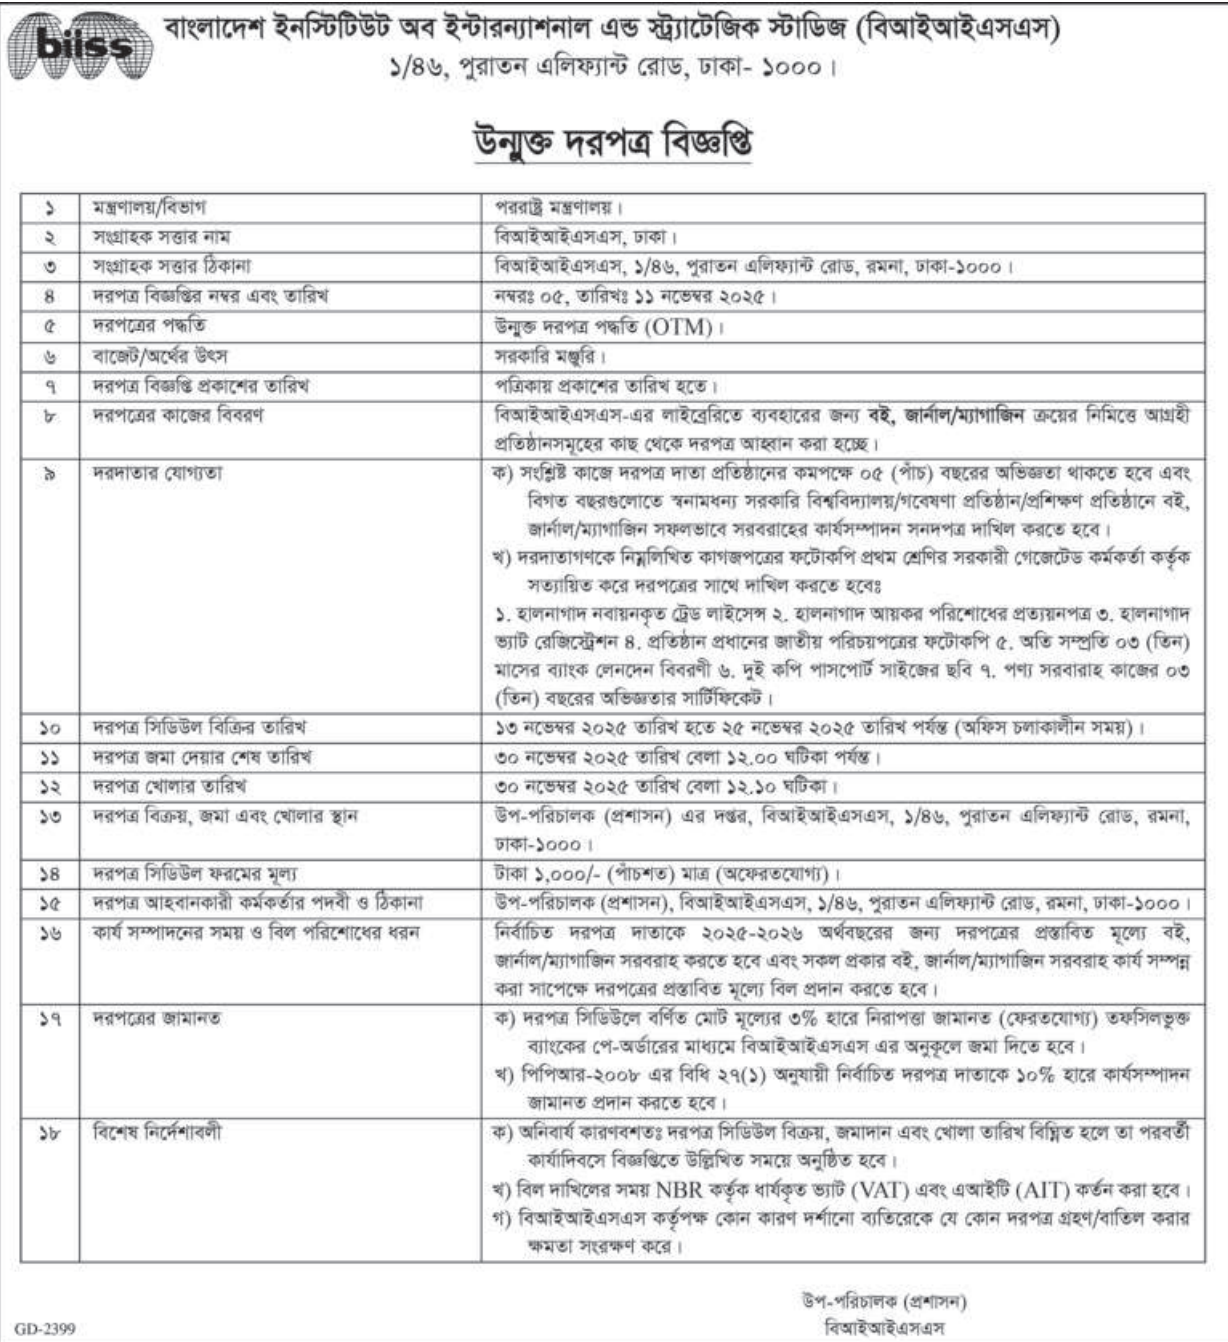 biiss
বাংলাদেশ ইনস্টিটিউট অব ইন্টারন্যাশনাল এন্ড স্ট্র্যাটেজিক স্টাডিজ (বিআইআইএসএস)
১/৪৬, পুরাতন এলিফ্যান্ট রোড, ঢাকা- ১০০০।
উন্মুক্ত দরপত্র বিজ্ঞপ্তি
১ মন্ত্রণালয়/বিভাগ পররাষ্ট্র মন্ত্রণালয়।
২ সংগ্রাহক সত্তার নাম বিআইআইএসএস, ঢাকা।
৩ সংগ্রাহক সত্তার ঠিকানা বিআইআইএসএস, ১/৪৬, পুরাতন এলিফ্যান্ট রোড, রমনা, ঢাকা-১০০০।
৪ দরপত্র বিজ্ঞপ্তির নম্বর এবং তারিখ নম্বরঃ ০৫, তারিখঃ ১১ নভেম্বর ২০২৫।
৫ দরপত্রের পদ্ধতি উন্মুক্ত দরপত্র পদ্ধতি (OTM)।
৬ বাজেট/অর্থের উৎস সরকারি মঞ্জুরি।
৭ দরপত্র বিজ্ঞপ্তি প্রকাশের তারিখ পত্রিকায় প্রকাশের তারিখ হতে।
৮ দরপত্রের কাজের বিবরণ বিআইআইএসএস-এর লাইব্রেরিতে ব্যবহারের জন্য বই, জার্নাল/ম্যাগাজিন ক্রয়ের নিমিত্তে আগ্রহী
প্রতিষ্ঠানসমূহের কাছ থেকে দরপত্র আহ্বান করা হচ্ছে।
৯ দরদাতার যোগ্যতা ক) সংশ্লিষ্ট কাজে দরপত্র দাতা প্রতিষ্ঠানের কমপক্ষে ০৫ (পাঁচ) বছরের অভিজ্ঞতা থাকতে হবে এবং
বিগত বছরগুলোতে স্বনামধন্য সরকারি বিশ্ববিদ্যালয়/গবেষণা প্রতিষ্ঠান/প্রশিক্ষণ প্রতিষ্ঠানে বই,
জার্নাল/ম্যাগাজিন সফলভাবে সরবরাহের কার্যসম্পাদন সনদপত্র দাখিল করতে হবে।
খ) দরদাতাগণকে নিম্নলিখিত কাগজপত্রের ফটোকপি প্রথম শ্রেণির সরকারী গেজেটেড কর্মকর্তা কর্তৃক
সত্যায়িত করে দরপত্রের সাথে দাখিল করতে হবেঃ
১. হালনাগাদ নবায়নকৃত ট্রেড লাইসেন্স ২. হালনাগাদ আয়কর পরিশোধের প্রত্যয়নপত্র ৩. হালনাগাদ
ভ্যাট রেজিস্ট্রেশন ৪. প্রতিষ্ঠান প্রধানের জাতীয় পরিচয়পত্রের ফটোকপি ৫. অতি সম্প্রতি ০৩ (তিন)
মাসের ব্যাংক লেনদেন বিবরণী ৬. দুই কপি পাসপোর্ট সাইজের ছবি ৭. পণ্য সরবারাহ কাজের ০৩
(তিন) বছরের অভিজ্ঞতার সার্টিফিকেট।
১০ দরপত্র সিডিউল বিক্রির তারিখ ১৩ নভেম্বর ২০২৫ তারিখ হতে ২৫ নভেম্বর ২০২৫ তারিখ পর্যন্ত (অফিস চলাকালীন সময়)।
১১ দরপত্র জমা দেয়ার শেষ তারিখ ৩০ নভেম্বর ২০২৫ তারিখ বেলা ১২.০০ ঘটিকা পর্যন্ত।
১২ দরপত্র খোলার তারিখ ৩০ নভেম্বর ২০২৫ তারিখ বেলা ১২.১০ ঘটিকা।
১৩ দরপত্র বিক্রয়, জমা এবং খোলার স্থান উপ-পরিচালক (প্রশাসন) এর দপ্তর, বিআইআইএসএস, ১/৪৬, পুরাতন এলিফ্যান্ট রোড, রমনা,
ঢাকা-১০০০।
১৪ দরপত্র সিডিউল ফরমের মূল্য টাকা ১,০০০/- (পাঁচশত) মাত্র (অফেরতযোগ্য)।
১৫ দরপত্র আহবানকারী কর্মকর্তার পদবী ও ঠিকানা উপ-পরিচালক (প্রশাসন), বিআইআইএসএস, ১/৪৬, পুরাতন এলিফ্যান্ট রোড, রমনা, ঢাকা-১০০০।
১৬ কার্য সম্পাদনের সময় ও বিল পরিশোধের ধরন নির্বাচিত দরপত্র দাতাকে ২০২৫-২০২৬ অর্থবছরের জন্য দরপত্রের প্রস্তাবিত মূল্যে বই,
জার্নাল/ম্যাগাজিন সরবরাহ করতে হবে এবং সকল প্রকার বই, জার্নাল/ম্যাগাজিন সরবরাহ কার্য সম্পন্ন
করা সাপেক্ষে দরপত্রের প্রস্তাবিত মূল্যে বিল প্রদান করতে হবে।
১৭ দরপত্রের জামানত ক) দরপত্র সিডিউলে বর্ণিত মোট মূল্যের ৩% হারে নিরাপত্তা জামানত (ফেরতযোগ্য) তফসিলভুক্ত
ব্যাংকের পে-অর্ডারের মাধ্যমে বিআইআইএসএস এর অনুকূলে জমা দিতে হবে।
খ) পিপিআর-২০০৮ এর বিধি ২৭(১) অনুযায়ী নির্বাচিত দরপত্র দাতাকে ১০% হারে কার্যসম্পাদন
জামানত প্রদান করতে হবে।
১৮ বিশেষ নির্দেশাবলী ক) অনিবার্য কারণবশতঃ দরপত্র সিডিউল বিক্রয়, জমাদান এবং খোলা তারিখ বিঘ্নিত হলে তা পরবর্তী
কার্যাদিবসে বিজ্ঞপ্তিতে উল্লিখিত সময়ে অনুষ্ঠিত হবে।
খ) বিল দাখিলের সময় NBR কর্তৃক ধার্যকৃত ভ্যাট (VAT) এবং এআইটি (AIT) কর্তন করা হবে।
গ) বিআইআইএসএস কর্তৃপক্ষ কোন কারণ দর্শানো ব্যতিরেকে যে কোন দরপত্র গ্রহণ/বাতিল করার
ক্ষমতা সংরক্ষণ করে।
উপ-পরিচালক (প্রশাসন)
বিআইআইএসএস
GD-2399